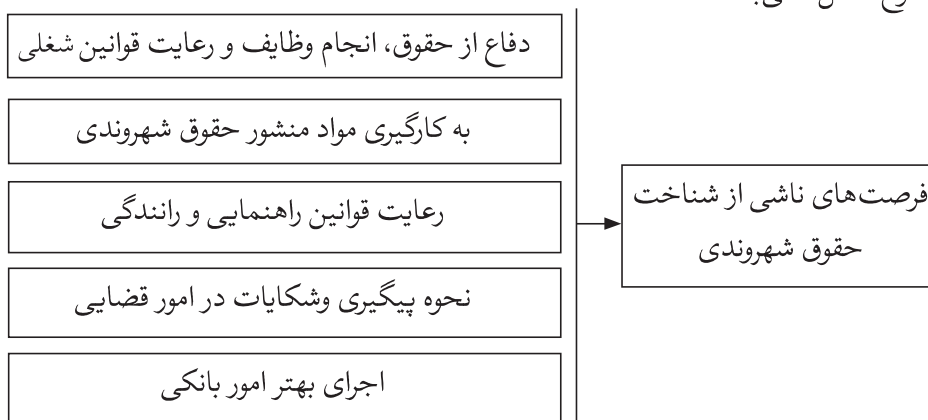 دفاع از حقوق، انجام وظایف و رعایت قوانین شغلی
به کارگیری مواد منشور حقوق شهروندی
رعایت قوانین راهنمایی و رانندگی
نحوه پیگیری وشکایات در امور قضایی
اجرای بهتر امور بانکی
فرصت‌های ناشی از شناخت
حقوق شهروندی